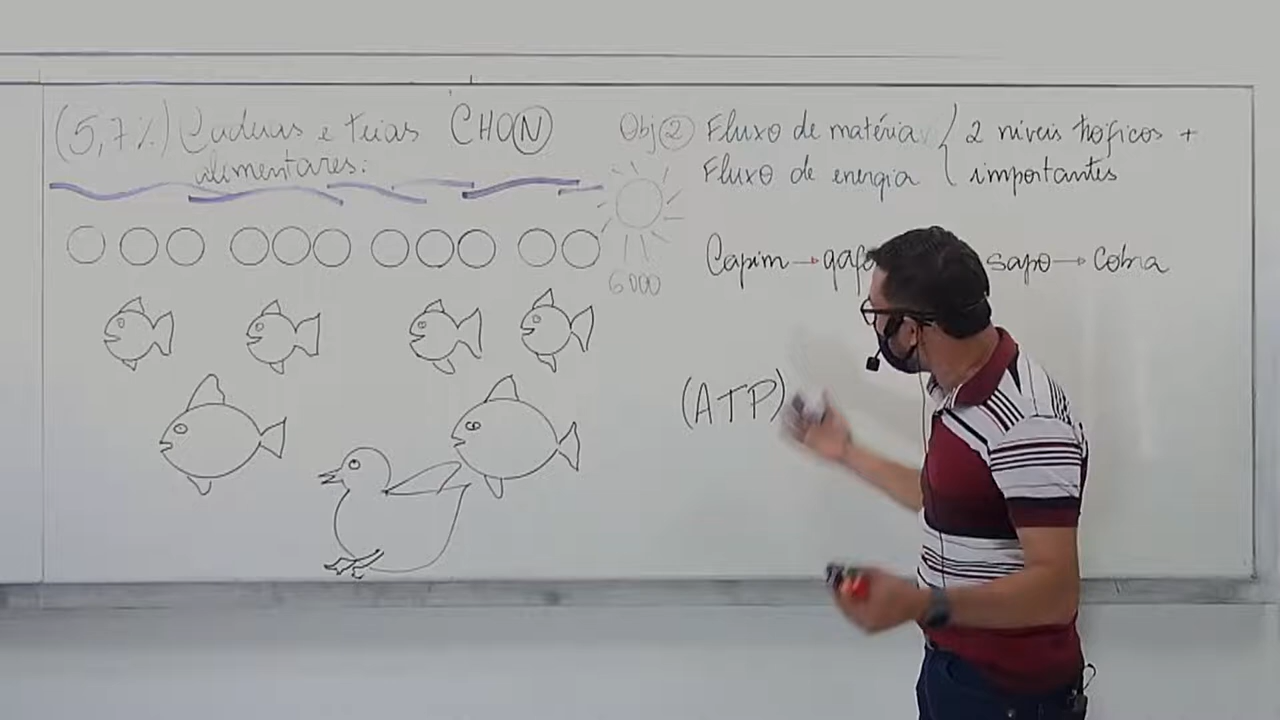 (5,7%) Cadeias e teias
alimentares:
CHON
Obj 2 Fluxo de matéria
Fluxo de energia
2 níveis tróficos +
importantes
6000
Capim → gafa
sapo → cobra
(ATP)